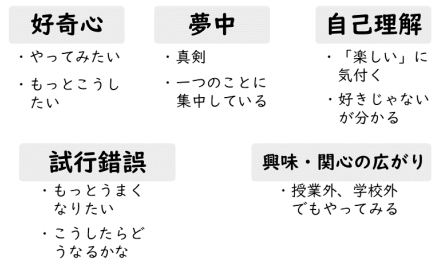 好奇心
・やってみたい
・もっとこうし
たい
夢中
・真剣
・一つのことに
集中している
自己理解
・「楽しい」に
気付く
・好きじゃない
が分かる
試行錯誤
・もっとうまく
なりたい
・こうしたらど
うなるかな
興味・関心の広がり
・授業外、学校外
でもやってみる